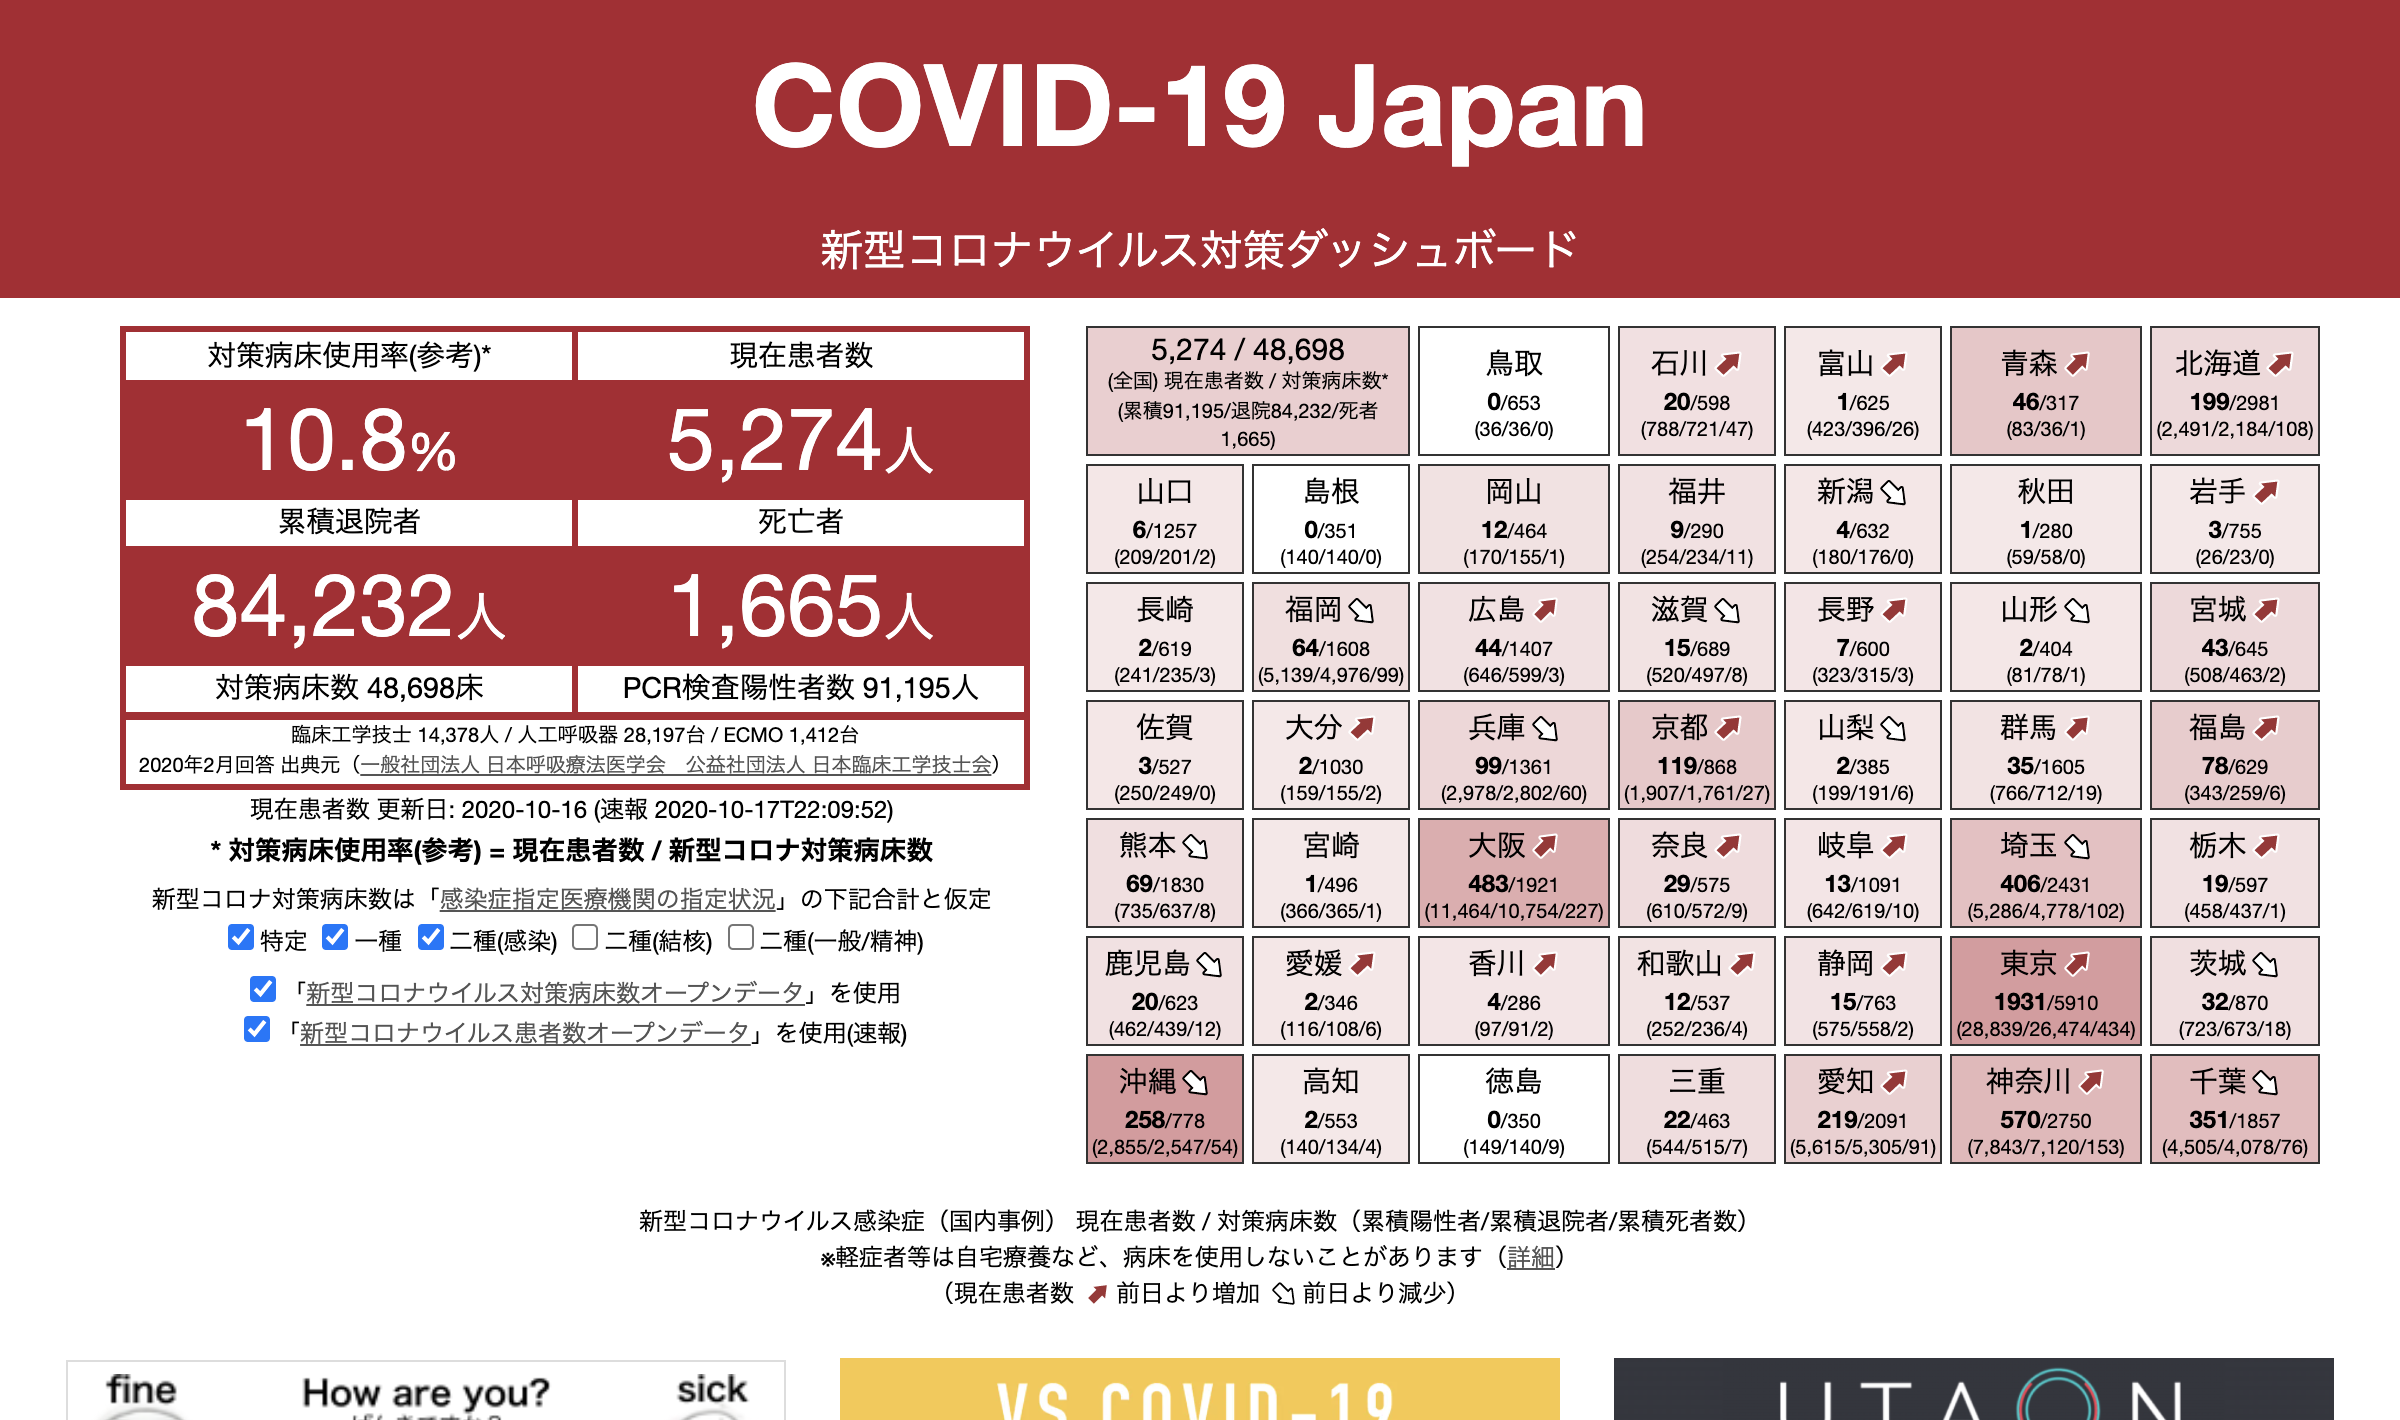 COVID-19 Japan
新型コロナウイルス対策ダッシュボード
対策病床使用率(参考)* 現在患者数
10.8% 5,274人
累積退院者 死亡者
84,232人 1,665人
対策病床数 48,698床 PCR検査陽性者数 91,195人
臨床工学技士 14,378人 / 人工呼吸器 28,197台 / ECMO 1,412台
2020年2月回答 出典元（一般社団法人 日本呼吸療法医学会　公益社団法人 日本臨床工学技士会）
現在患者数 更新日: 2020-10-16 (速報 2020-10-17T22:09:52)
* 対策病床使用率(参考) = 現在患者数 / 新型コロナ対策病床数
新型コロナ対策病床数は「感染症指定医療機関の指定状況」の下記合計と仮定
特定 一種 二種(感染) 二種(結核) 二種(一般/精神)
「新型コロナウイルス対策病床数オープンデータ」を使用
「新型コロナウイルス患者数オープンデータ」を使用(速報)
5,274 / 48,698
(全国) 現在患者数 / 対策病床数*
(累積91,195/退院84,232/死者
1,665)
鳥取
0/653
(36/36/0)
石川
20/598
(788/721/47)
富山
1/625
(423/396/26)
青森
46/317
(83/36/1)
北海道
199/2981
(2,491/2,184/108)
山口
6/1257
(209/201/2)
島根
0/351
(140/140/0)
岡山
12/464
(170/155/1)
福井
9/290
(254/234/11)
新潟
4/632
(180/176/0)
秋田
1/280
(59/58/0)
岩手
3/755
(26/23/0)
長崎
2/619
(241/235/3)
福岡
64/1608
(5,139/4,976/99)
広島
44/1407
(646/599/3)
滋賀
15/689
(520/497/8)
長野
7/600
(323/315/3)
山形
2/404
(81/78/1)
宮城
43/645
(508/463/2)
佐賀
3/527
(250/249/0)
大分
2/1030
(159/155/2)
兵庫
99/1361
(2,978/2,802/60)
京都
119/868
(1,907/1,761/27)
山梨
2/385
(199/191/6)
群馬
35/1605
(766/712/19)
福島
78/629
(343/259/6)
熊本
69/1830
(735/637/8)
宮崎
1/496
(366/365/1)
大阪
483/1921
(11,464/10,754/227)
奈良
29/575
(610/572/9)
岐阜
13/1091
(642/619/10)
埼玉
406/2431
(5,286/4,778/102)
栃木
19/597
(458/437/1)
鹿児島
20/623
(462/439/12)
愛媛
2/346
(116/108/6)
香川
4/286
(97/91/2)
和歌山
12/537
(252/236/4)
静岡
15/763
(575/558/2)
東京
1931/5910
(28,839/26,474/434)
茨城
32/870
(723/673/18)
沖縄
258/778
(2,855/2,547/54)
高知
2/553
(140/134/4)
徳島
0/350
(149/140/9)
三重
22/463
(544/515/7)
愛知
219/2091
(5,615/5,305/91)
神奈川
570/2750
(7,843/7,120/153)
千葉
351/1857
(4,505/4,078/76)
新型コロナウイルス感染症（国内事例） 現在患者数 / 対策病床数（累積陽性者/累積退院者/累積死者数）
※軽症者等は自宅療養など、病床を使用しないことがあります（詳細）
（現在患者数 前日より増加 前日より減少）
fine How are you? sick
VS COVID-19